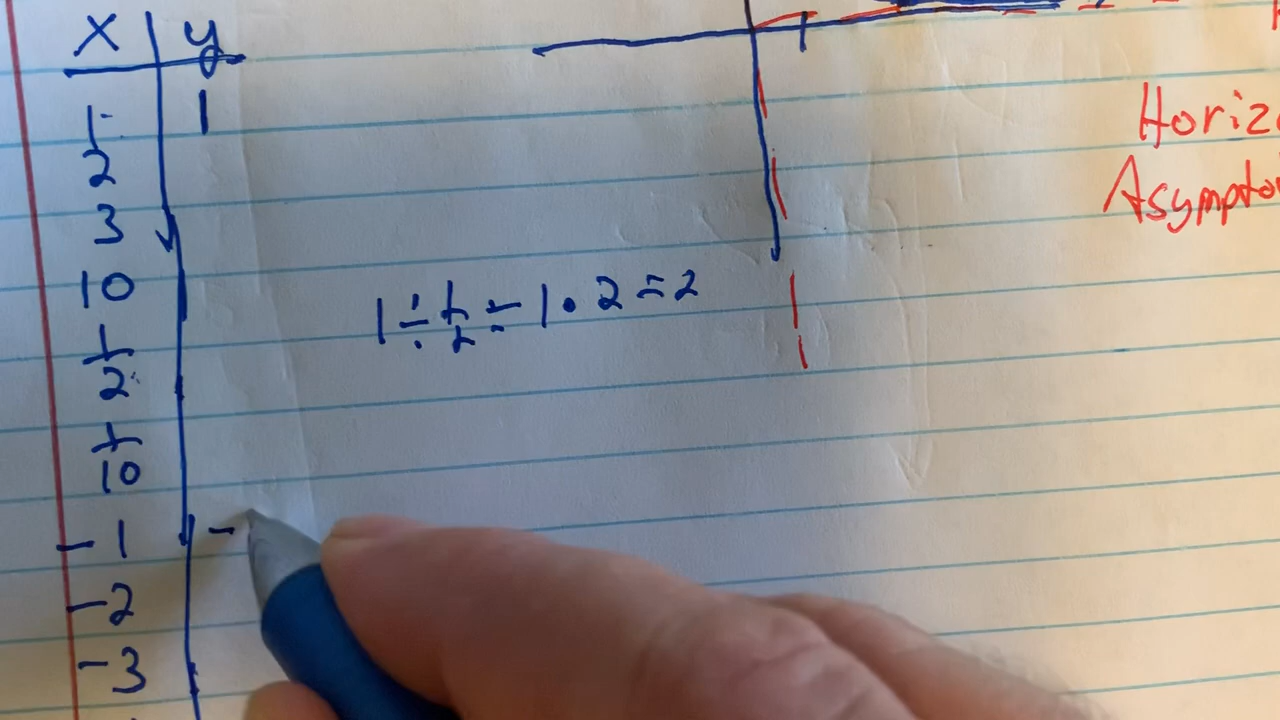 x y
1 1
2
3
10
1 ÷ 1/2 = 1 • 2 = 2
1/2
1/10
-1 -
-2
-3
Horiz
Asympto